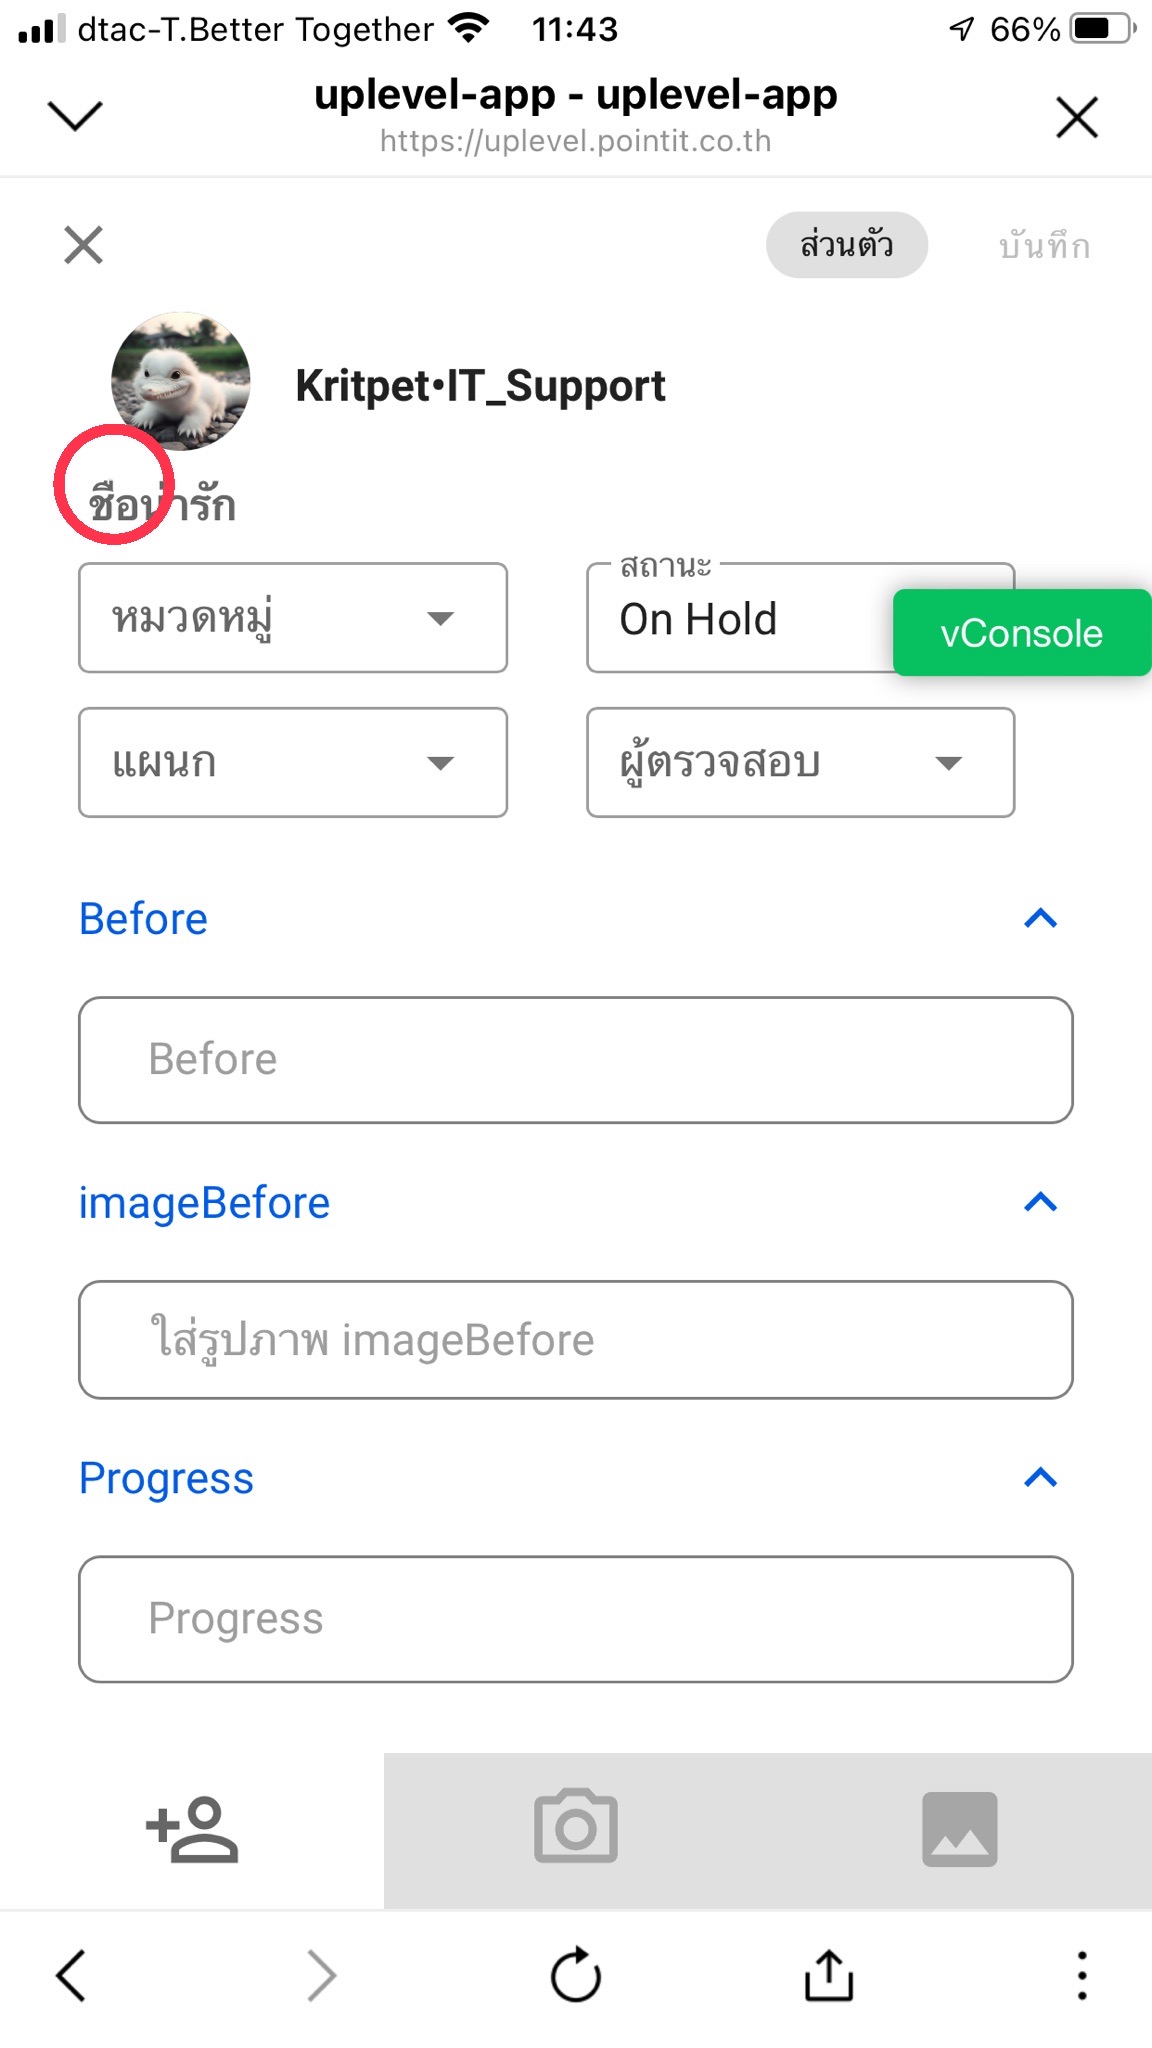 dtac-T.Better Together 11:43 66%
uplevel-app - uplevel-app
https://uplevel.pointit.co.th
ส่วนตัว บันทึก
Kritpet•IT_Support
ชือน่ารัก
หมวดหมู่
สถานะ
On Hold
vConsole
แผนก
ผู้ตรวจสอบ
Before
Before
imageBefore
ใส่รูปภาพ imageBefore
Progress
Progress